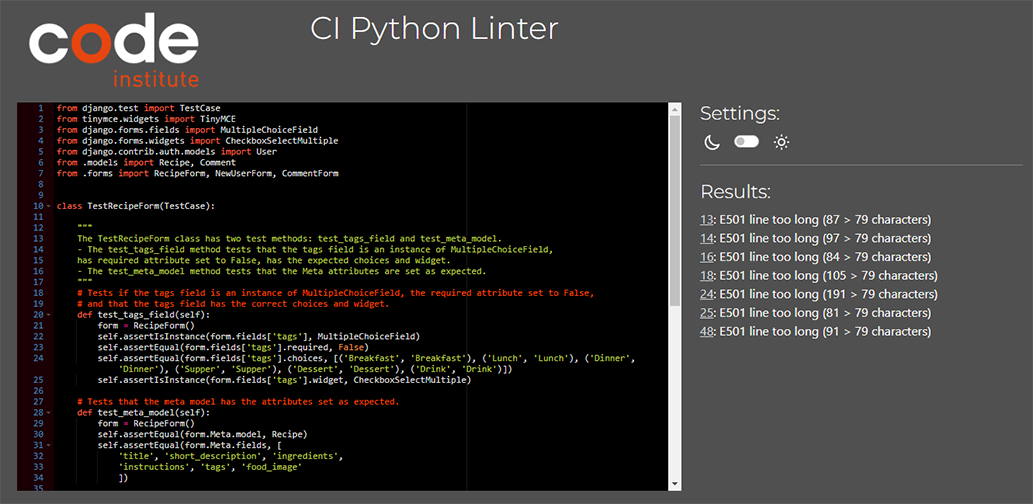 code
institute
CI Python Linter
1 from django.test import TestCase
2 from tinymce.widgets import TinyMCE
3 from django.forms.fields import MultipleChoiceField
4 from django.forms.widgets import CheckboxSelectMultiple
5 from django.contrib.auth.models import User
6 from .models import Recipe, Comment
7 from .forms import RecipeForm, NewUserForm, CommentForm
8
9
10 class TestRecipeForm(TestCase):
11
12 """
13 The TestRecipeForm class has two test methods: test_tags_field and test_meta_model.
14 - The test_tags_field method tests that the tags field is an instance of MultipleChoiceField,
15 has required attribute set to False, has the expected choices and widget.
16 - The test_meta_model method tests that the Meta attributes are set as expected.
17 """
18 # Tests if the tags field is an instance of MultipleChoiceField, the required attribute set to False,
19 # and that the tags field has the correct choices and widget.
20 def test_tags_field(self):
21 form = RecipeForm()
22 self.assertIsInstance(form.fields['tags'], MultipleChoiceField)
23 self.assertEqual(form.fields['tags'].required, False)
24 self.assertEqual(form.fields['tags'].choices, [('Breakfast', 'Breakfast'), ('Lunch', 'Lunch'), ('Dinner',
'Dinner'), ('Supper', 'Supper'), ('Dessert', 'Dessert'), ('Drink', 'Drink')])
25 self.assertIsInstance(form.fields['tags'].widget, CheckboxSelectMultiple)
26
27 # Tests that the meta model has the attributes set as expected.
28 def test_meta_model(self):
29 form = RecipeForm()
30 self.assertEqual(form.Meta.model, Recipe)
31 self.assertEqual(form.Meta.fields, [
32 'title', 'short_description', 'ingredients',
33 'instructions', 'tags', 'food_image'
34 ])
35
Settings:
Results:
13: E501 line too long (87 > 79 characters)
14: E501 line too long (97 > 79 characters)
16: E501 line too long (84 > 79 characters)
18: E501 line too long (105 > 79 characters)
24: E501 line too long (191 > 79 characters)
25: E501 line too long (81 > 79 characters)
48: E501 line too long (91 > 79 characters)